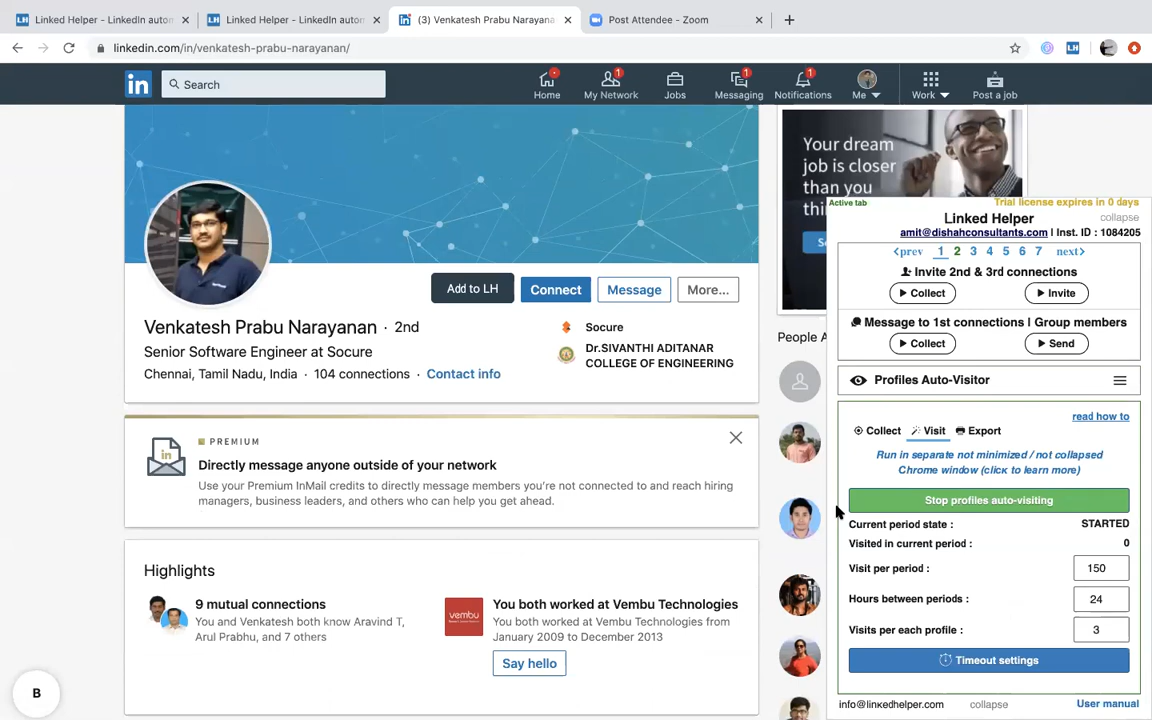 Linked Helper - LinkedIn autom
Linked Helper - LinkedIn autom
(3) Venkatesh Prabu Narayana
Post Attendee - Zoom
linkedin.com/in/venkatesh-prabu-narayanan/
LH
in
Search
Home
1
My Network
Jobs
1
Messaging
1
Notifications
Me
Work
Post a job
Your dream
job is closer
than you
Active tab
Trial license expires in 0 days
Linked Helper
collapse
amit@dishahconsultants.com | Inst. ID : 1084205
<prev 1 2 3 4 5 6 7 next>
Invite 2nd & 3rd connections
Collect
Invite
Message to 1st connections | Group members
Collect
Send
Profiles Auto-Visitor
read how to
Collect
Visit
Export
Run in separate not minimized / not collapsed
Chrome window (click to learn more)
Stop profiles auto-visiting
Current period state : STARTED
Visited in current period : 0
Visit per period : 150
Hours between periods : 24
Visits per each profile : 3
Timeout settings
info@linkedhelper.com
collapse
User manual
Add to LH
Connect
Message
More...
Venkatesh Prabu Narayanan · 2nd
Senior Software Engineer at Socure
Chennai, Tamil Nadu, India · 104 connections · Contact info
Socure
Dr.SIVANTHI ADITANAR
COLLEGE OF ENGINEERING
People A
PREMIUM
in
Directly message anyone outside of your network
Use your Premium InMail credits to directly message members you're not connected to and reach hiring
managers, business leaders, and others who can help you get ahead.
Highlights
9 mutual connections
You and Venkatesh both know Aravind T,
Arul Prabhu, and 7 others
vembu
You both worked at Vembu Technologies
You both worked at Vembu Technologies from
January 2009 to December 2013
Say hello
B